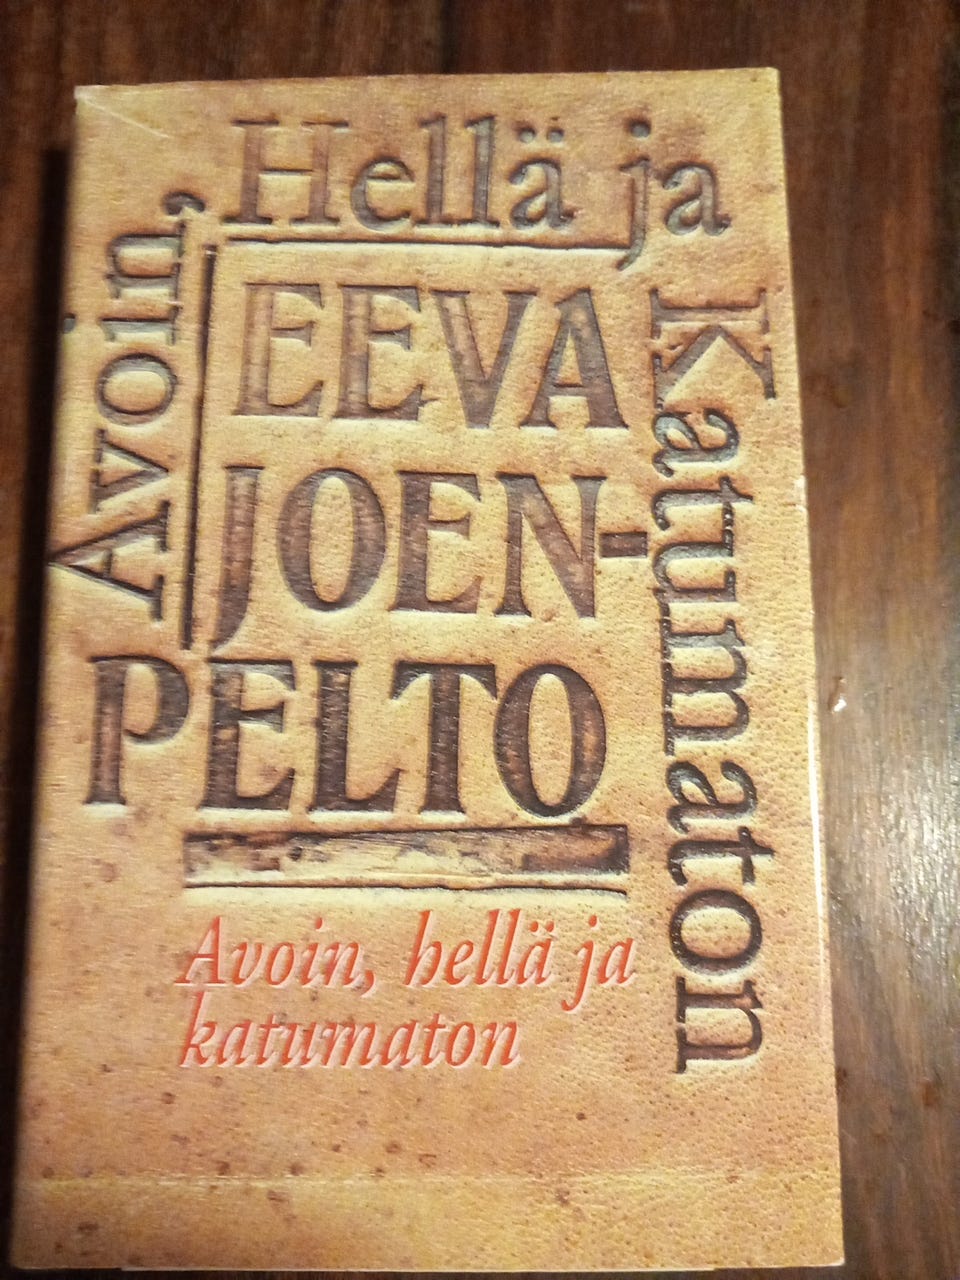 Avoin,
Hellä ja
Katumaton
EEVA
JOEN-
PELTO
Avoin, hellä ja
katumaton